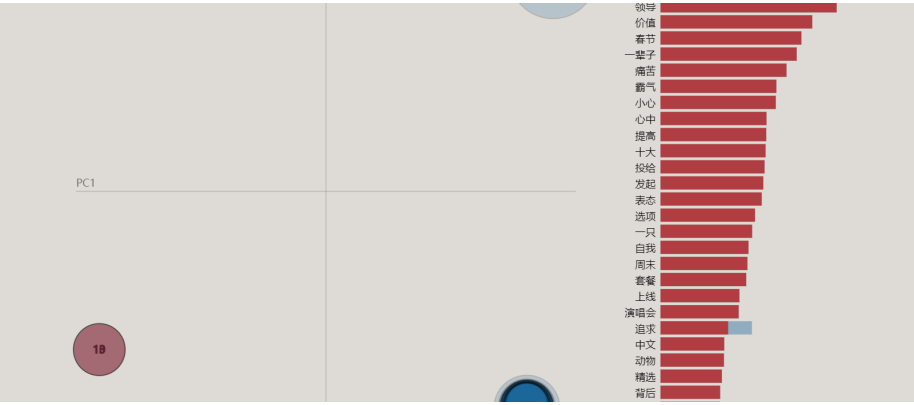 领导
价值
春节
一辈子
痛苦
霸气
小心
心中
提高
十大
投给
PC1
发起
表态
选项
一只
自我
周末
套餐
上线
演唱会
追求
中文
19
动物
精选
背后